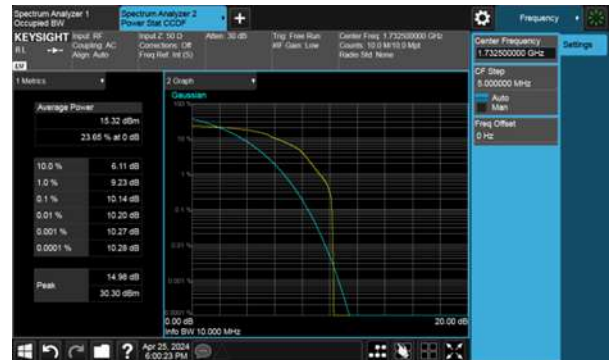 Spectrum Analyzer 1
Occupied BW
Spectrum Analyzer 2
Power Stat CCDF
Frequency
KEYSIGHT
Input: RF
Coupling: AC
Align: Auto
Input Z: 50 Ω
Corrections: Off
Freq Ref: Int (S)
Atten: 30 dB
Trig: Free Run
#IF Gain: Low
Center Freq: 1.732500000 GHz
Counts: 10.0 M/10.0 Mpt
Radio Std: None
Center Frequency
1.732500000 GHz
Settings
CF Step
5.000000 MHz
Auto
Man
Freq Offset
0 Hz
1 Metrics
2 Graph
Gaussian
Average Power
15.32 dBm
23.65 % at 0 dB
10.0 % 6.11 dB
1.0 % 9.23 dB
0.1 % 10.14 dB
0.01 % 10.20 dB
0.001 % 10.27 dB
0.0001 % 10.28 dB
Peak
14.98 dB
30.30 dBm
100 %
10 %
1 %
0.1 %
0.01 %
0.001 %
0.0001 %
0.00 dB
20.00 dB
Info BW 10.000 MHz
Apr 25, 2024
6:00:23 PM